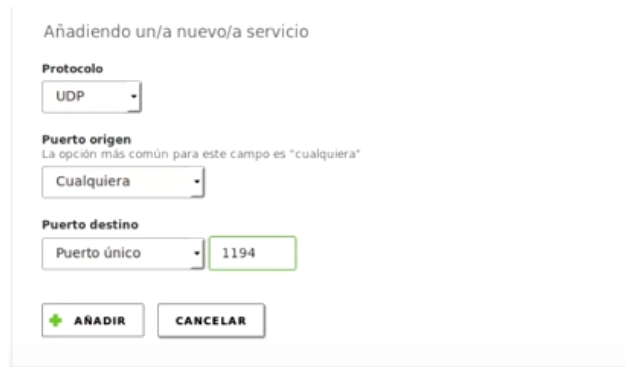 Añadiendo un/a nuevo/a servicio
Protocolo
UDP
Puerto origen
La opción más común para este campo es "cualquiera"
Cualquiera
Puerto destino
Puerto único 1194
AÑADIR CANCELAR